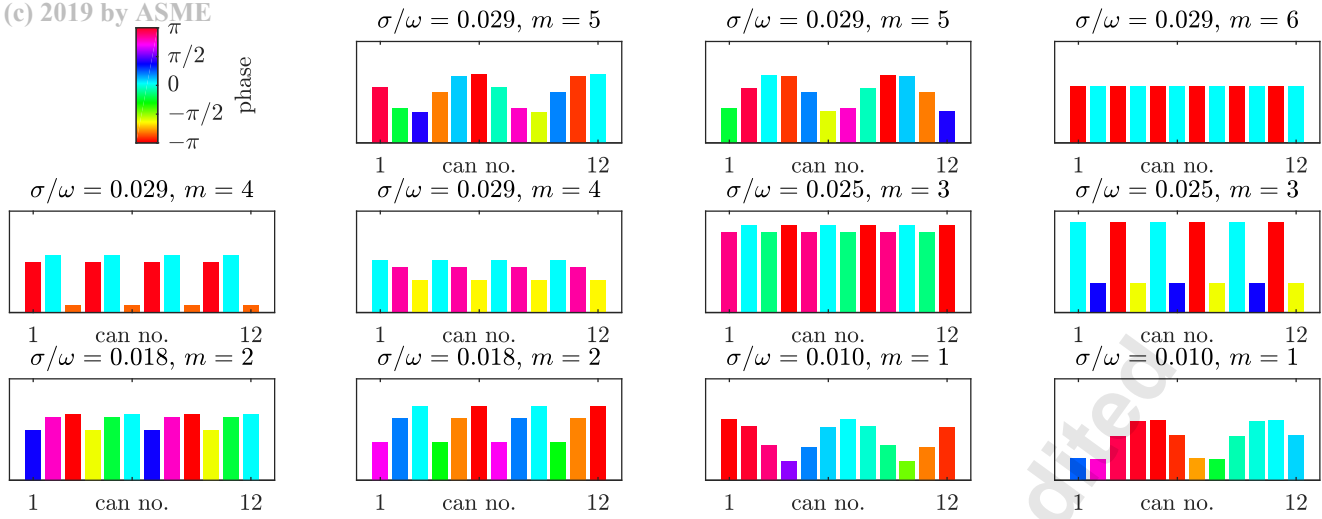 (c) 2019 by ASME
π
π/2
0
−π/2
−π
phase
σ/ω = 0.029, m = 5
1 can no. 12
σ/ω = 0.029, m = 5
1 can no. 12
σ/ω = 0.029, m = 6
1 can no. 12
σ/ω = 0.029, m = 4
1 can no. 12
σ/ω = 0.029, m = 4
1 can no. 12
σ/ω = 0.025, m = 3
1 can no. 12
σ/ω = 0.025, m = 3
1 can no. 12
σ/ω = 0.018, m = 2
1 can no. 12
σ/ω = 0.018, m = 2
1 can no. 12
σ/ω = 0.010, m = 1
1 can no. 12
σ/ω = 0.010, m = 1
1 can no. 12
dited